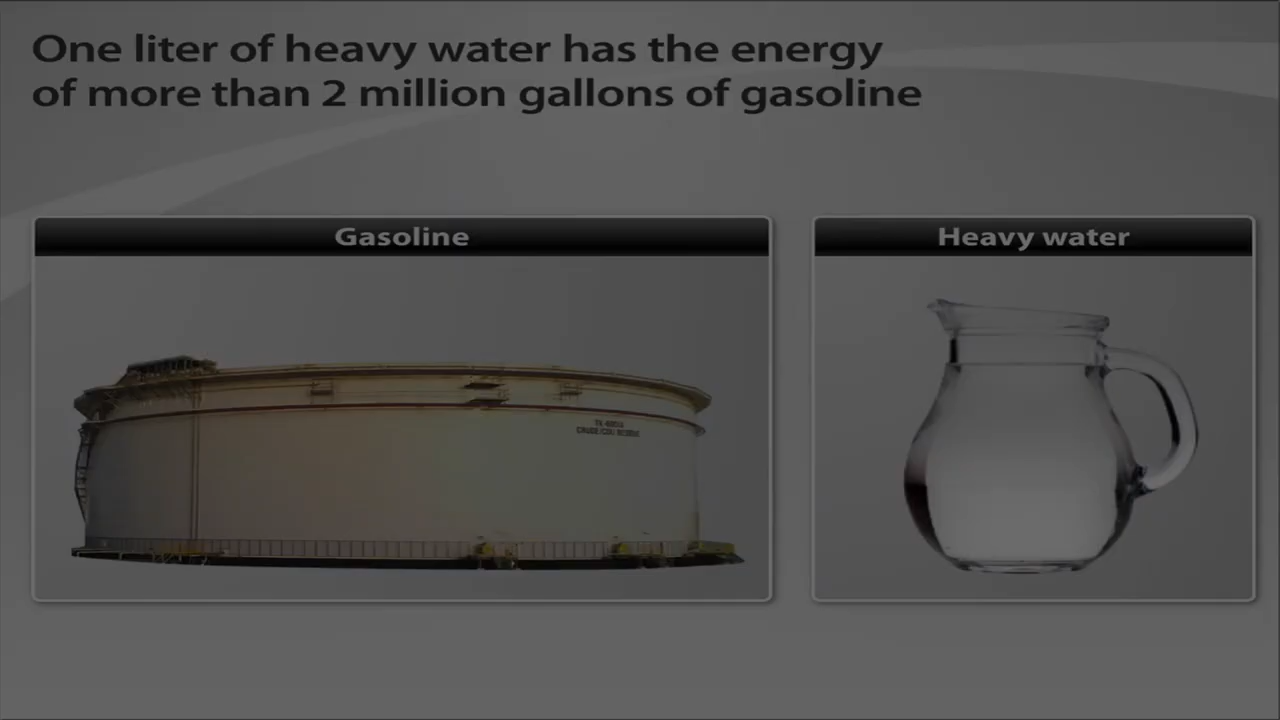 One liter of heavy water has the energy
of more than 2 million gallons of gasoline
Gasoline
Heavy water